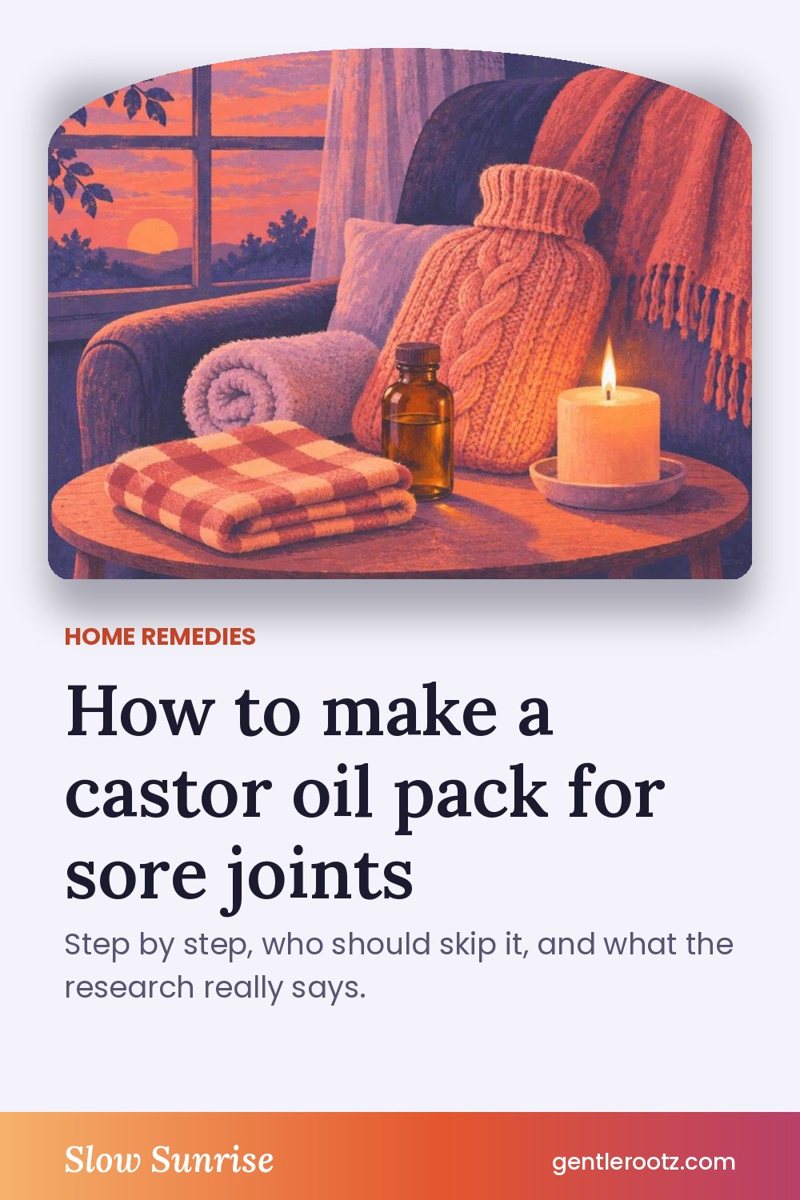 HOME REMEDIES
How to make a
castor oil pack for
sore joints
Step by step, who should skip it, and what the
research really says.
Slow Sunrise
gentlerootz.com